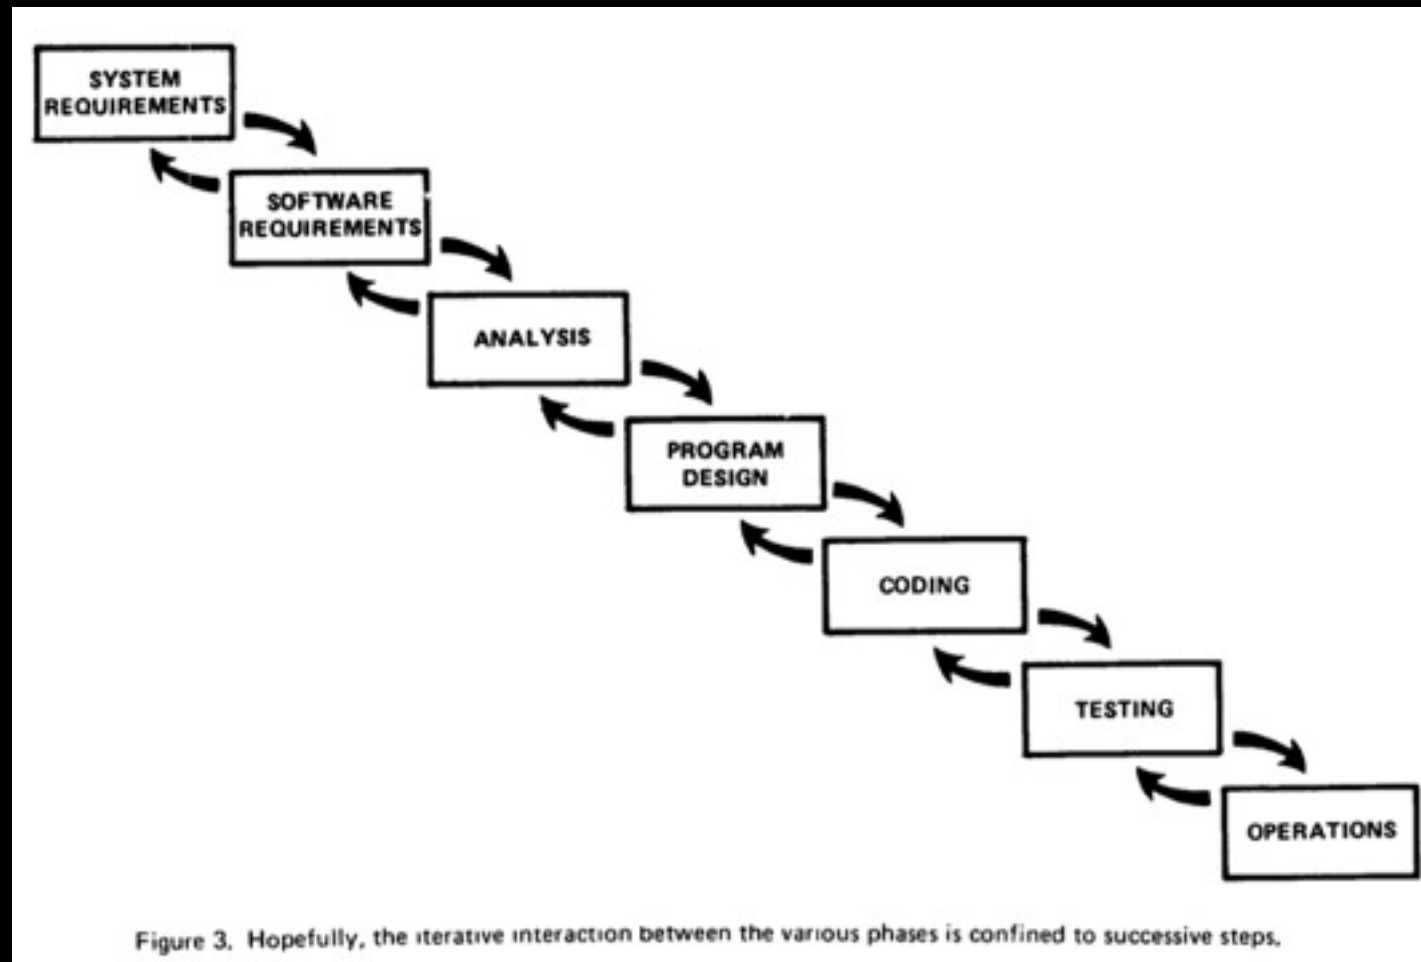 SYSTEM
REQUIREMENTS
SOFTWARE
REQUIREMENTS
ANALYSIS
PROGRAM
DESIGN
CODING
TESTING
OPERATIONS
Figure 3. Hopefully, the iterative interaction between the various phases is confined to successive steps.